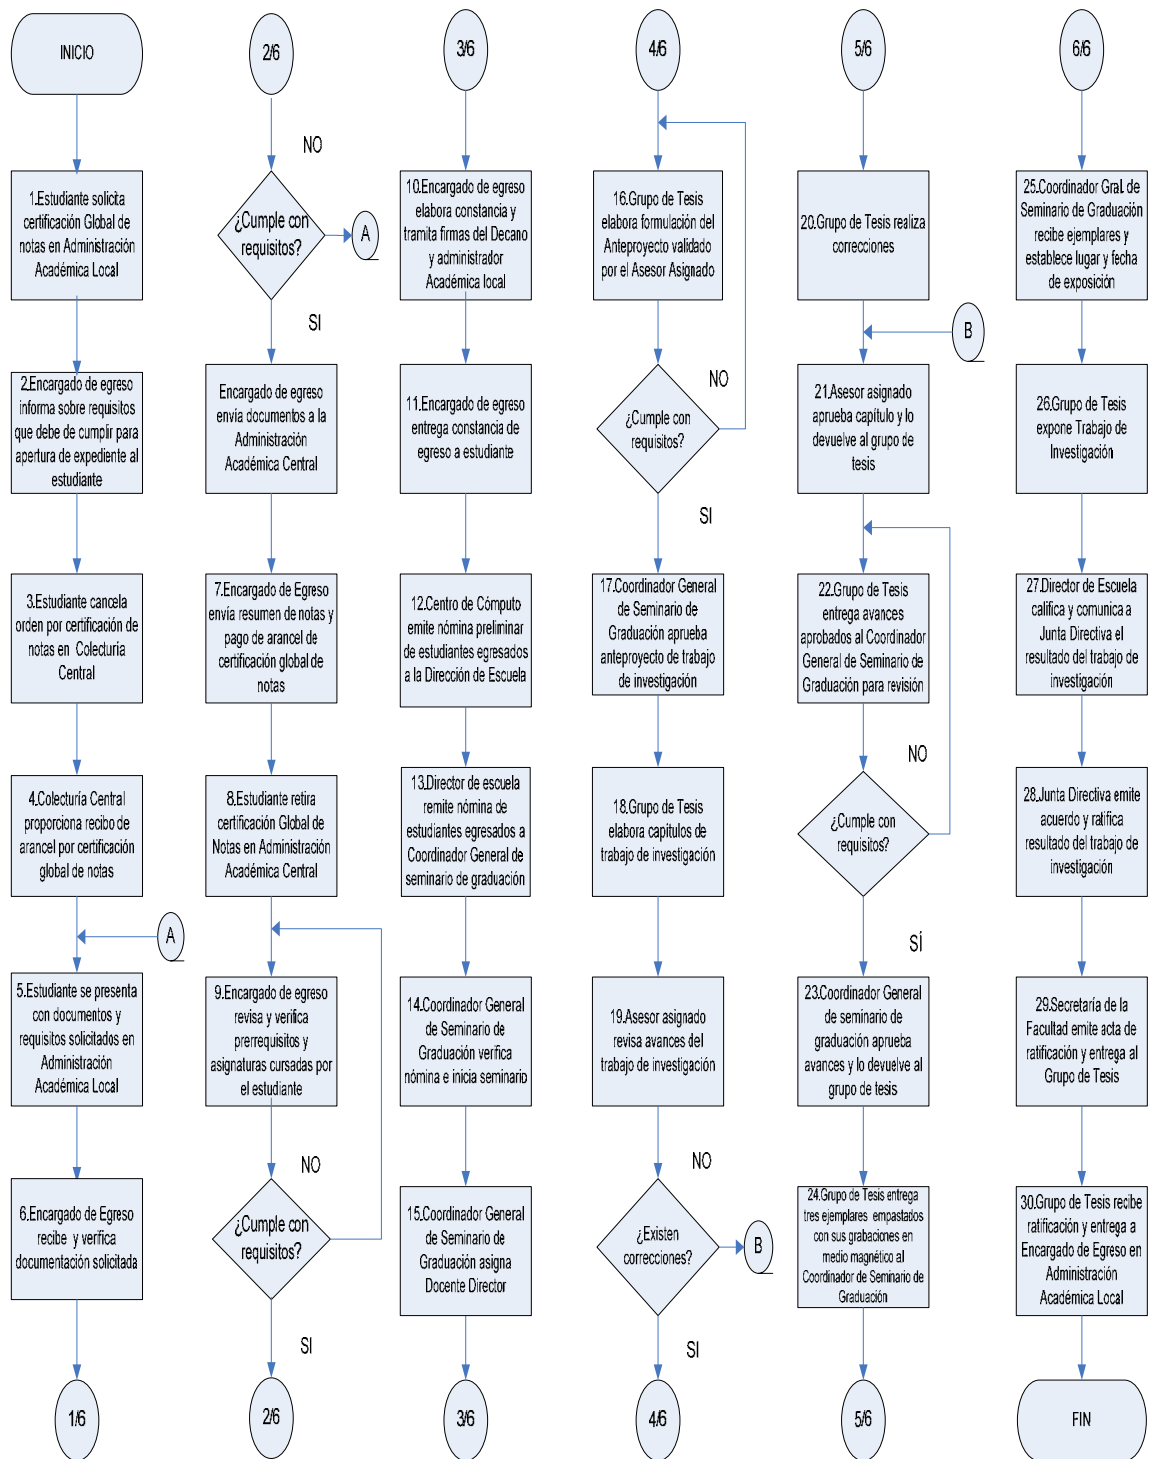 INICIO
1.Estudiante solicita
certificación Global de
notas en Administración
Académica Local
2.Encargado de egreso
informa sobre requisitos
que debe de cumplir para
apertura de expediente al
estudiante
3.Estudiante cancela
orden por certificación de
notas en Colecturía
Central
4.Colecturía Central
proporciona recibo de
arancel por certificación
global de notas
A
5.Estudiante se presenta
con documentos y
requisitos solicitados en
Administración
Académica Local
6.Encargado de Egreso
recibe y verifica
documentación solicitada
1/6
2/6
NO
¿Cumple con
requisitos?
A
SI
Encargado de egreso
envía documentos a la
Administración
Académica Central
7.Encargado de Egreso
envía resumen de notas y
pago de arancel de
certificación global de
notas
8.Estudiante retira
certificación Global de
Notas en Administración
Académica Central
9.Encargado de egreso
revisa y verifica
prerrequisitos y
asignaturas cursadas por
el estudiante
NO
¿Cumple con
requisitos?
SI
2/6
3/6
10.Encargado de egreso
elabora constancia y
tramita firmas del Decano
y administrador
Académica local
11.Encargado de egreso
entrega constancia de
egreso a estudiante
12.Centro de Cómputo
emite nómina preliminar
de estudiantes egresados
a la Dirección de Escuela
13.Director de escuela
remite nómina de
estudiantes egresados a
Coordinador General de
seminario de graduación
14.Coordinador General
de Seminario de
Graduación verifica
nómina e inicia seminario
15.Coordinador General
de Seminario de
Graduación asigna
Docente Director
3/6
4/6
16.Grupo de Tesis
elabora formulación del
Anteproyecto validado
por el Asesor Asignado
NO
¿Cumple con
requisitos?
SI
17.Coordinador General
de Seminario de
Graduación aprueba
anteproyecto de trabajo
de investigación
18.Grupo de Tesis
elabora capítulos de
trabajo de investigación
19.Asesor asignado
revisa avances del
trabajo de investigación
NO
¿Existen
correcciones?
B
SI
4/6
5/6
20.Grupo de Tesis realiza
correcciones
B
21.Asesor asignado
aprueba capítulo y lo
devuelve al grupo de
tesis
22.Grupo de Tesis
entrega avances
aprobados al Coordinador
General de Seminario de
Graduación para revisión
NO
¿Cumple con
requisitos?
SÍ
23.Coordinador General
de seminario de
graduación aprueba
avances y lo devuelve al
grupo de tesis
24.Grupo de Tesis entrega
tres ejemplares empastados
con sus grabaciones en
medio magnético al
Coordinador de Seminario de
Graduación
5/6
6/6
25.Coordinador Gral. de
Seminario de Graduación
recibe ejemplares y
establece lugar y fecha
de exposición
26.Grupo de Tesis
expone Trabajo de
Investigación
27.Director de Escuela
califica y comunica a
Junta Directiva el
resultado del trabajo de
investigación
28.Junta Directiva emite
acuerdo y ratifica
resultado del trabajo de
investigación
29.Secretaría de la
Facultad emite acta de
ratificación y entrega al
Grupo de Tesis
30.Grupo de Tesis recibe
ratificación y entrega a
Encargado de Egreso en
Administración
Académica Local
FIN